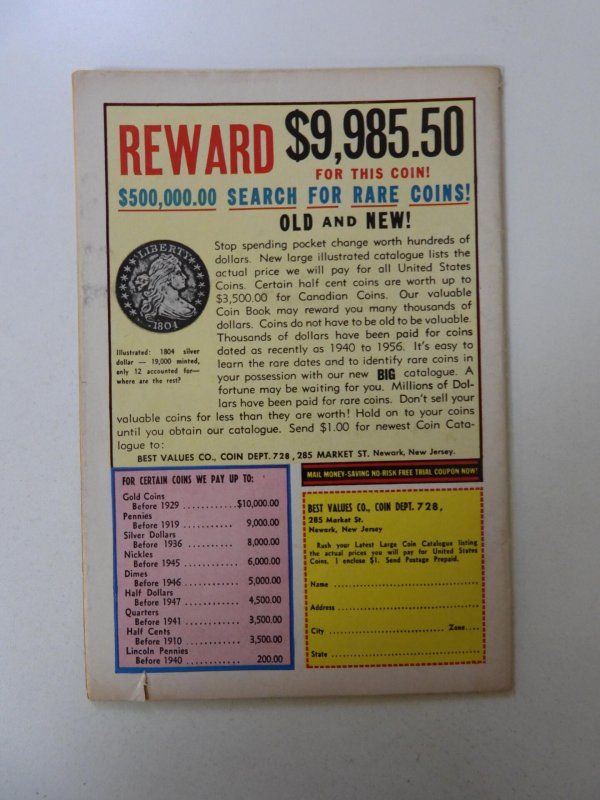 REWARD $9,985.50
FOR THIS COIN!
$500,000.00 SEARCH FOR RARE COINS!
OLD AND NEW!
LIBERTY
1804
Illustrated: 1804 silver
dollar — 19,000 minted,
only 12 accounted for—
where are the rest?
Stop spending pocket change worth hundreds of
dollars. New large illustrated catalogue lists the
actual price we will pay for all United States
Coins. Certain half cent coins are worth up to
$3,500.00 for Canadian Coins. Our valuable
Coin Book may reward you many thousands of
dollars. Coins do not have to be old to be valuable.
Thousands of dollars have been paid for coins
dated as recently as 1940 to 1956. It's easy to
learn the rare dates and to identify rare coins in
your possession with our new BIG catalogue. A
fortune may be waiting for you. Millions of Dol-
lars have been paid for rare coins. Don't sell your
valuable coins for less than they are worth! Hold on to your coins
until you obtain our catalogue. Send $1.00 for newest Coin Cata-
logue to:
BEST VALUES CO., COIN DEPT. 728, 285 MARKET ST. Newark, New Jersey.
FOR CERTAIN COINS WE PAY UP TO:
Gold Coins
Before 1929 ............$10,000.00
Pennies
Before 1919 .......... 9,000.00
Silver Dollars
Before 1936 .......... 8,000.00
Nickles
Before 1945 ........... 6,000.00
Dimes
Before 1946 ........... 5,000.00
Half Dollars
Before 1947 ........... 4,500.00
Quarters
Before 1941 ........... 3,500.00
Half Cents
Before 1910 ........... 3,500.00
Lincoln Pennies
Before 1940 ............ 200.00
MAIL MONEY-SAVING NO-RISK FREE TRIAL COUPON NOW!
BEST VALUES CO., COIN DEPT. 728,
285 Market St.
Newark, New Jersey
Rush your Latest Large Coin Catalogue listing
the actual prices you will pay for United States
Coins. I enclose $1. Send Postage Prepaid.
Name ........................................
Address ........................................
City .............................. Zone....
State ........................................